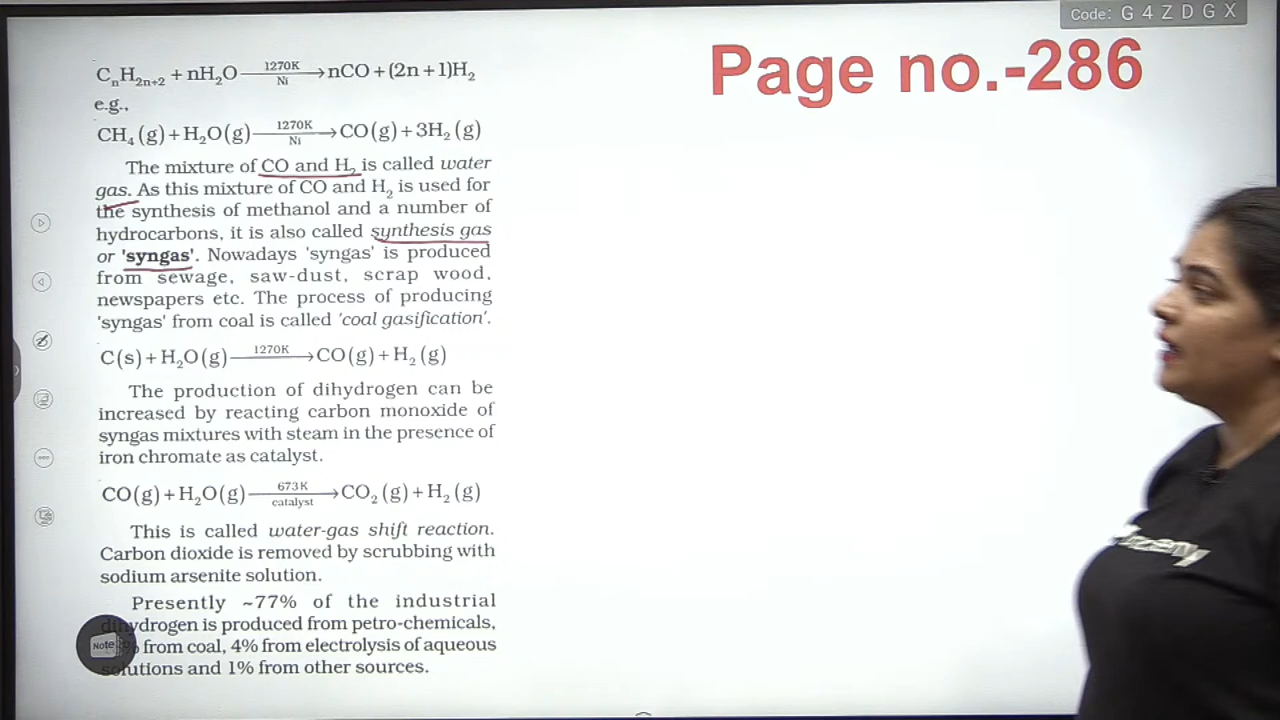 Code: G 4 Z D G X
Page no.-286
CₙH₂ₙ₊₂ + nH₂O —1270K/Ni→ nCO + (2n + 1)H₂
e.g.,
CH₄ (g) + H₂O (g) —1270K/Ni→ CO (g) + 3H₂ (g)
The mixture of CO and H₂ is called water
gas. As this mixture of CO and H₂ is used for
the synthesis of methanol and a number of
hydrocarbons, it is also called synthesis gas
or 'syngas'. Nowadays 'syngas' is produced
from sewage, saw-dust, scrap wood,
newspapers etc. The process of producing
'syngas' from coal is called 'coal gasification'.
C(s) + H₂O(g) —1270K→ CO(g) + H₂ (g)
The production of dihydrogen can be
increased by reacting carbon monoxide of
syngas mixtures with steam in the presence of
iron chromate as catalyst.
CO(g) + H₂O(g) —673 K/catalyst→ CO₂ (g) + H₂ (g)
This is called water-gas shift reaction.
Carbon dioxide is removed by scrubbing with
sodium arsenite solution.
Presently ~77% of the industrial
dihydrogen is produced from petro-chemicals,
from coal, 4% from electrolysis of aqueous
solutions and 1% from other sources.
Note